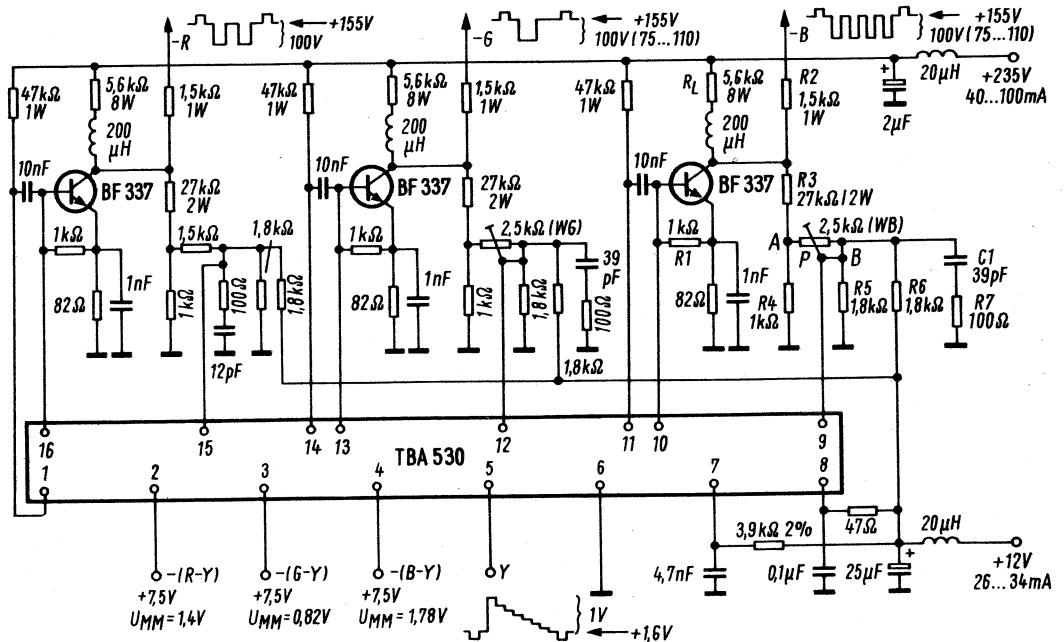 -R
100V
+155V
-G
+155V
100V (75...110)
-B
+155V
100V (75...110)
47kΩ
1W
5,6kΩ
8W
1,5kΩ
1W
47kΩ
1W
5,6kΩ
8W
1,5kΩ
1W
47kΩ
1W
RL
5,6kΩ
8W
R2
1,5kΩ
1W
20μH
+235V
40...100mA
2μF
+
200
μH
200
μH
200
μH
10nF
BF 337
27kΩ
2W
10nF
BF 337
27kΩ
2W
10nF
BF 337
R3
27kΩ/2W
1kΩ
1,5kΩ
1,8kΩ
1kΩ
2,5kΩ (WG)
1kΩ
R1
A
2,5kΩ (WB)
P
B
C1
39pF
82Ω
1nF
1kΩ
100Ω
1,8kΩ
12pF
82Ω
1nF
1kΩ
1,8kΩ
39
pF
100Ω
1,8kΩ
82Ω
1nF
R4
1kΩ
R5
1,8kΩ
R6
1,8kΩ
R7
100Ω
16
15
14
13
12
11
10
9
TBA 530
1
2
3
4
5
6
7
8
-(R-Y)
+7,5V
UMM=1,4V
-(G-Y)
+7,5V
UMM=0,82V
-(B-Y)
+7,5V
UMM=1,78V
Y
1V
+1,6V
3,9kΩ 2%
47Ω
20μH
4,7nF
0,1μF
25μF
+
+12V
26...34mA